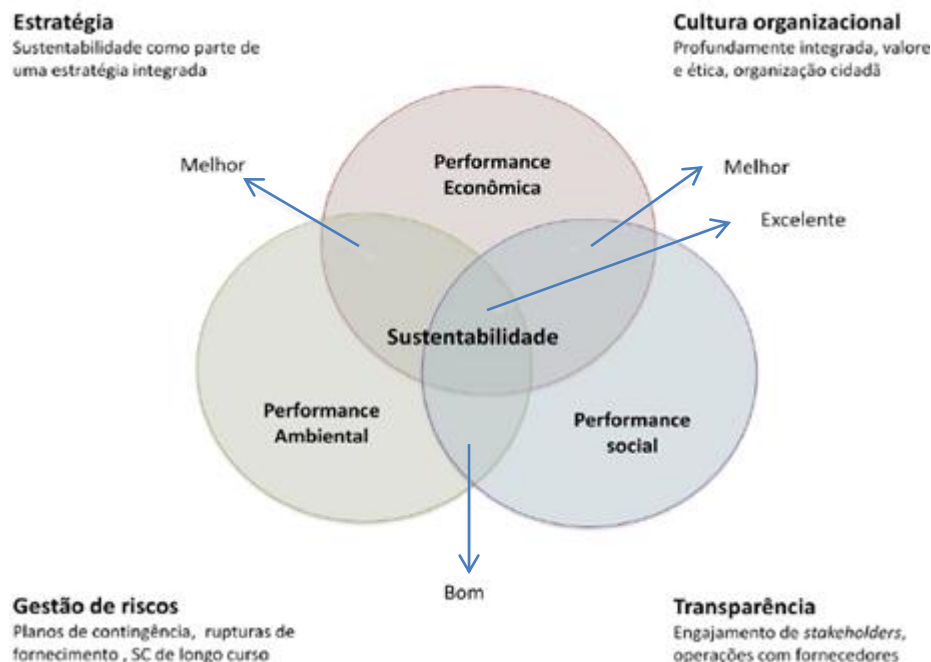 Estratégia
Sustentabilidade como parte de
uma estratégia integrada
Cultura organizacional
Profundamente integrada, valore
e ética, organização cidadã
Melhor
Performance
Econômica
Melhor
Excelente
Sustentabilidade
Performance
Ambiental
Performance
social
Bom
Gestão de riscos
Planos de contingência, rupturas de
fornecimento , SC de longo curso
Transparência
Engajamento de stakeholders,
operações com fornecedores